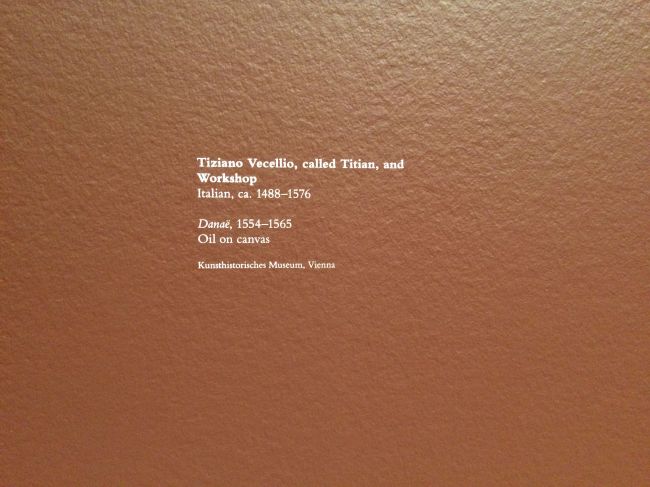 Tiziano Vecellio, called Titian, and
Workshop
Italian, ca. 1488–1576
Danaë, 1554–1565
Oil on canvas
Kunsthistorisches Museum, Vienna